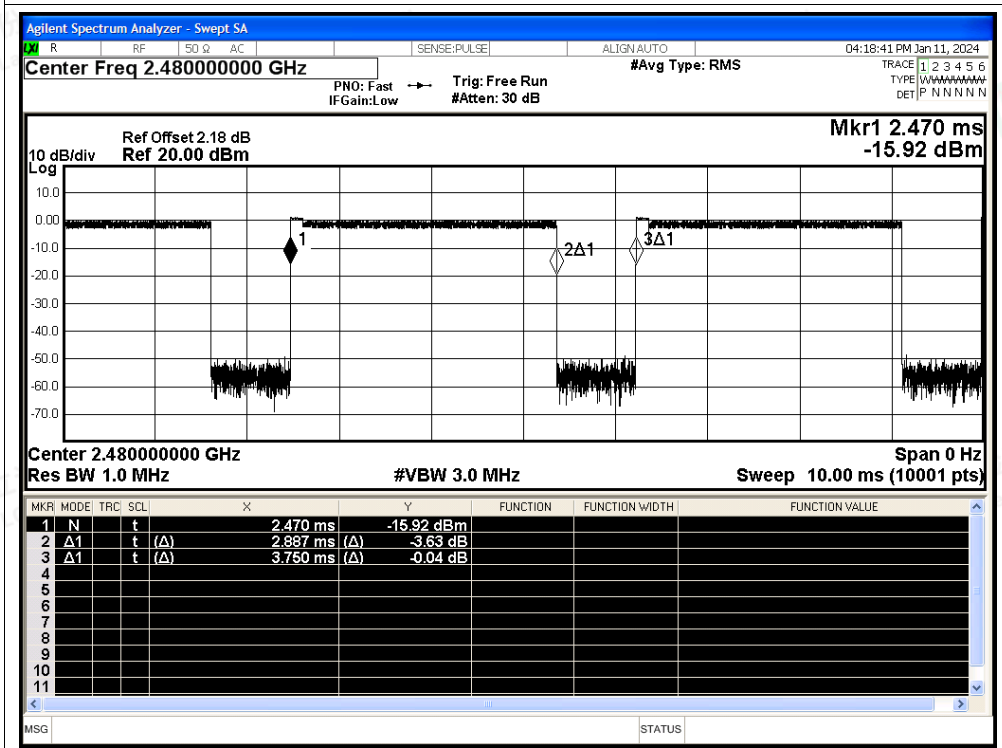 Agilent Spectrum Analyzer - Swept SA
LXI R RF 50 Ω AC SENSE:PULSE ALIGN AUTO 04:18:41 PM Jan 11, 2024
Center Freq 2.480000000 GHz #Avg Type: RMS TRACE 1 2 3 4 5 6
PNO: Fast Trig: Free Run TYPE WWWWWW
IFGain:Low #Atten: 30 dB DET P N N N N N
Mkr1 2.470 ms
Ref Offset 2.18 dB
10 dB/div Ref 20.00 dBm -15.92 dBm
Log
10.0
0.00
1 3Δ1
-10.0 2Δ1
-20.0
-30.0
-40.0
-50.0
-60.0
-70.0
Center 2.480000000 GHz Span 0 Hz
Res BW 1.0 MHz #VBW 3.0 MHz Sweep 10.00 ms (10001 pts)
MKR MODE TRC SCL X Y FUNCTION FUNCTION WIDTH FUNCTION VALUE
1 N t 2.470 ms -15.92 dBm
2 Δ1 t (Δ) 2.887 ms (Δ) -3.63 dB
3 Δ1 t (Δ) 3.750 ms (Δ) -0.04 dB
4
5
6
7
8
9
10
11
MSG STATUS